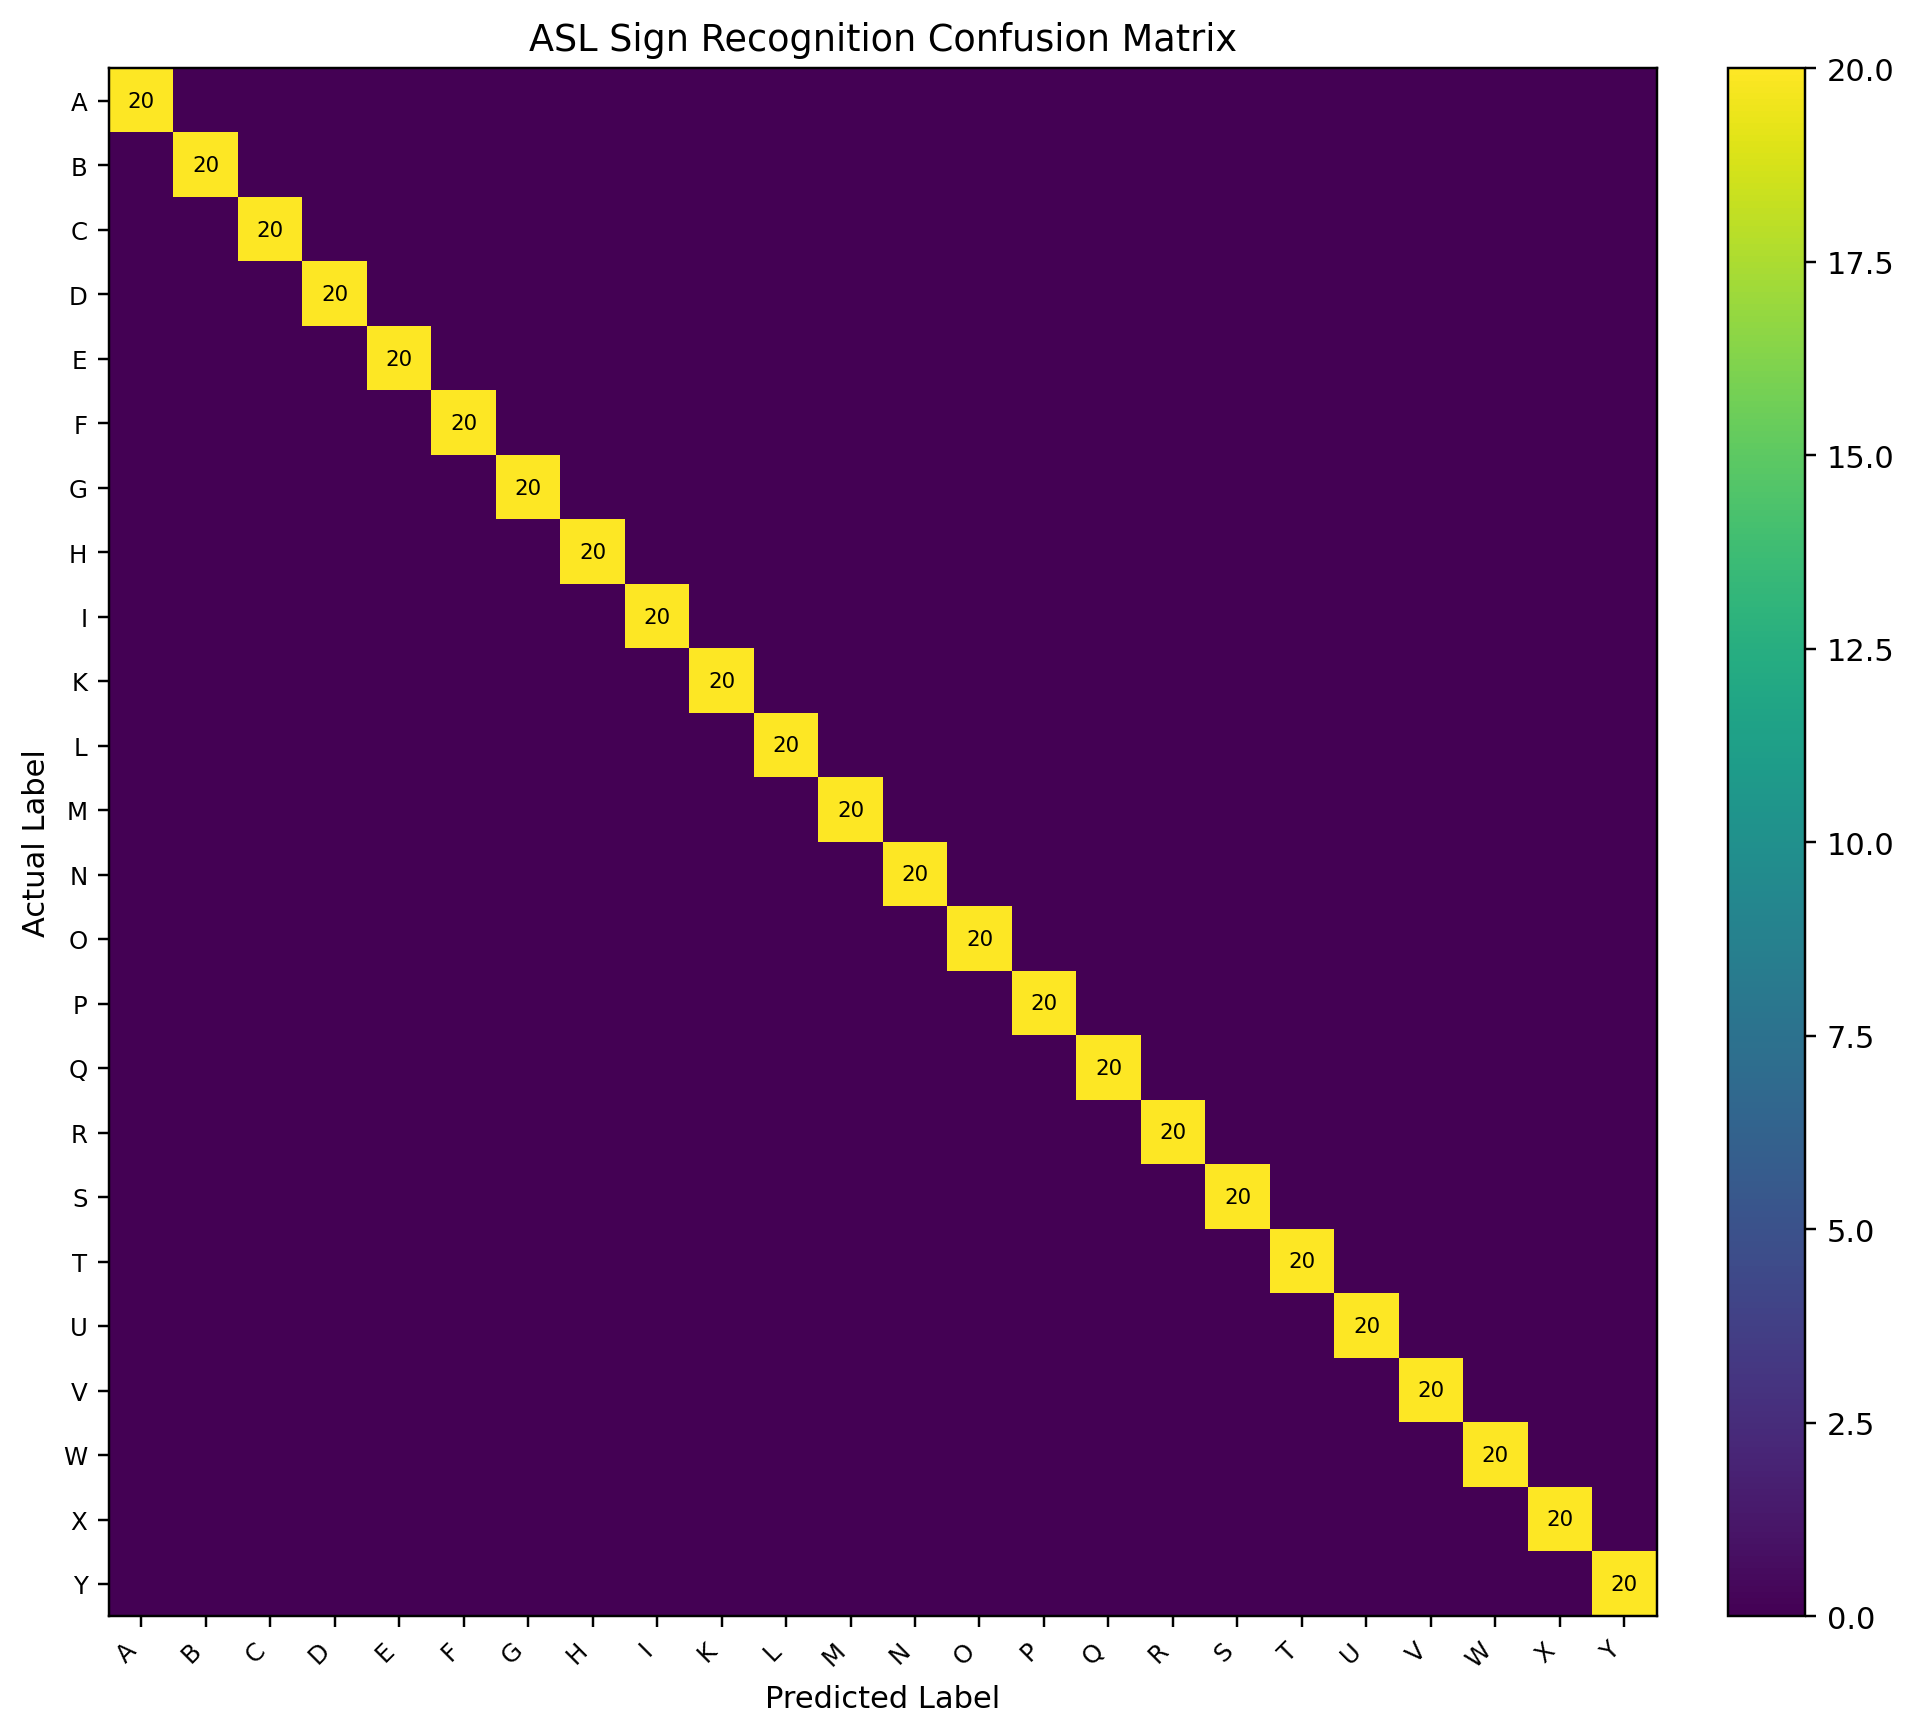 ASL Sign Recognition Confusion Matrix
20.0
A 20
B 20
C 20
17.5
D 20
E 20
F 20
15.0
G 20
H 20
I 20
12.5
K 20
L 20
M 20
10.0
N 20
O 20
P 20
7.5
Q 20
R 20
S 20
5.0
T 20
U 20
V 20
2.5
W 20
X 20
Y 20
0.0
Actual Label
A B C D E F G H I K L M N O P Q R S T U V W X Y
Predicted Label